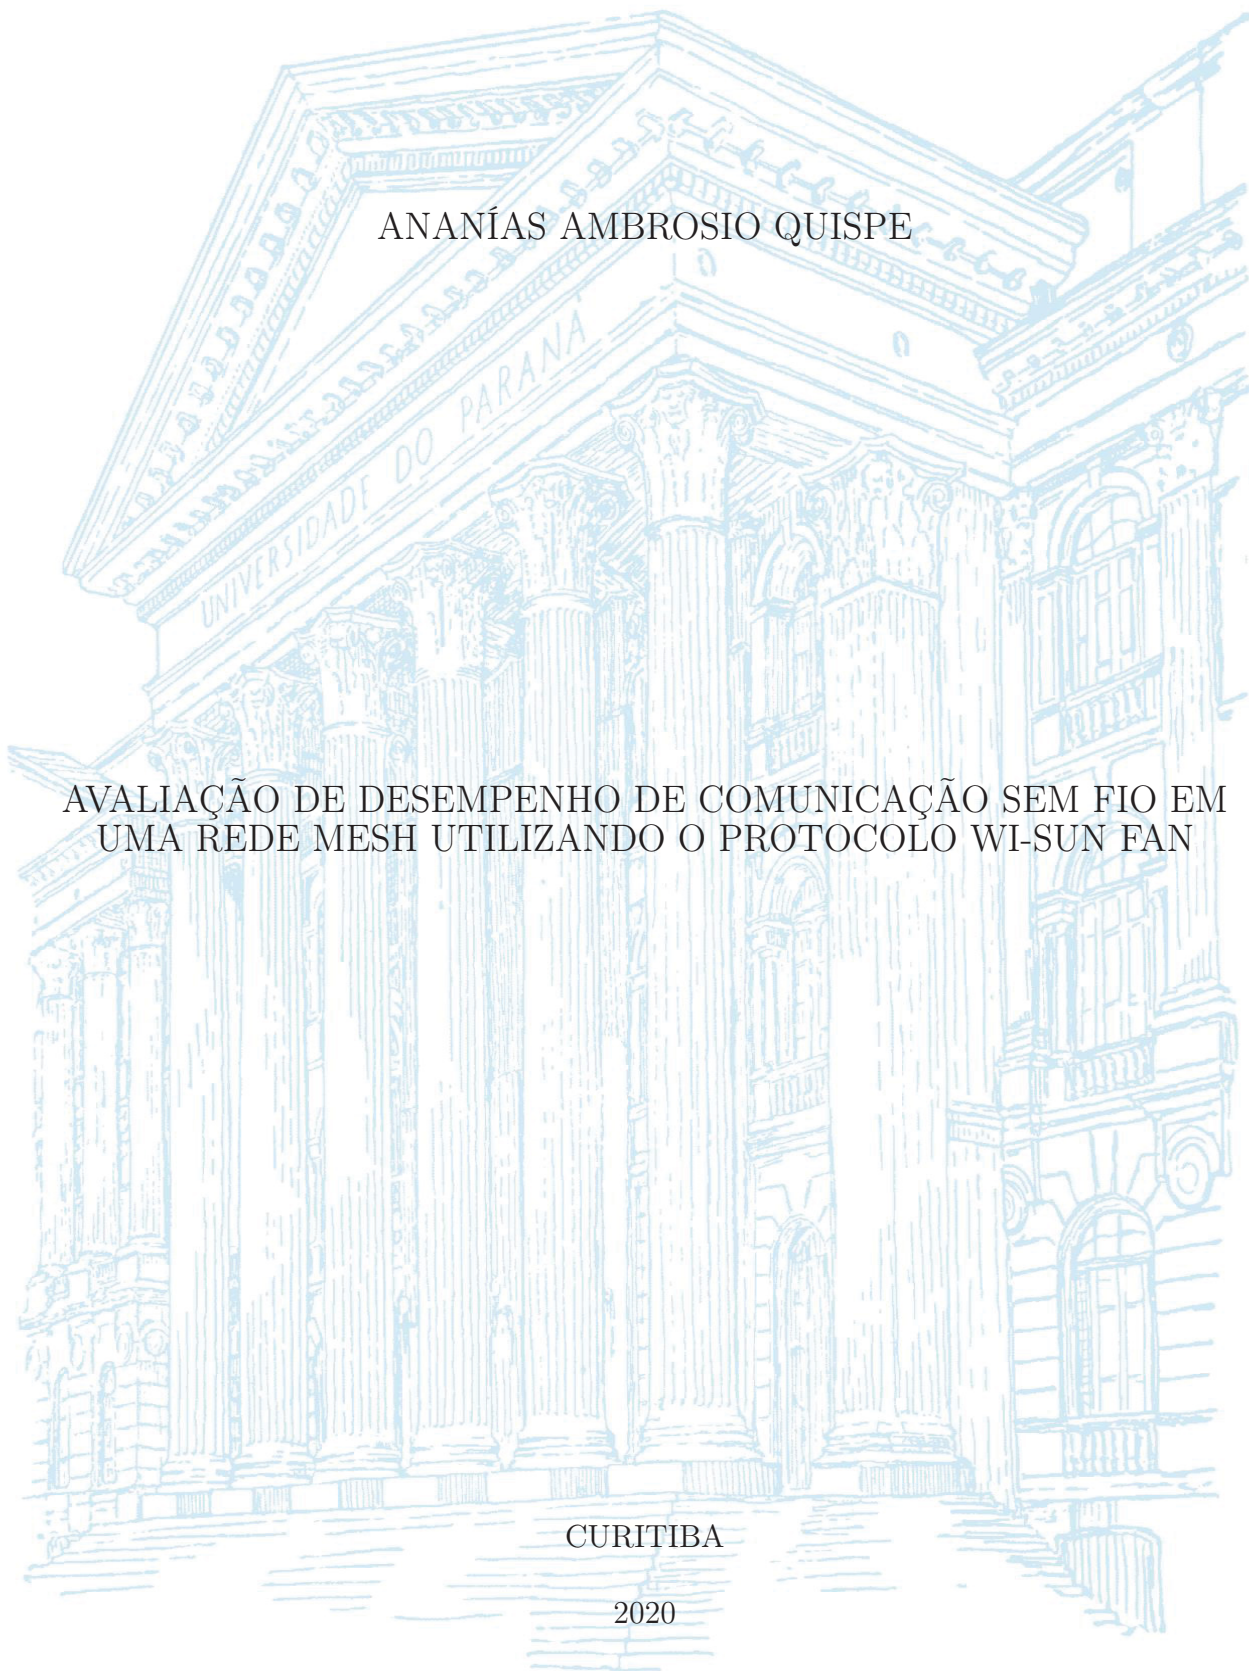 ANANÍAS AMBROSIO QUISPE
UNIVERSIDADE DO PARANÁ
AVALIAÇÃO DE DESEMPENHO DE COMUNICAÇÃO SEM FIO EM
UMA REDE MESH UTILIZANDO O PROTOCOLO WI-SUN FAN
CURITIBA
2020